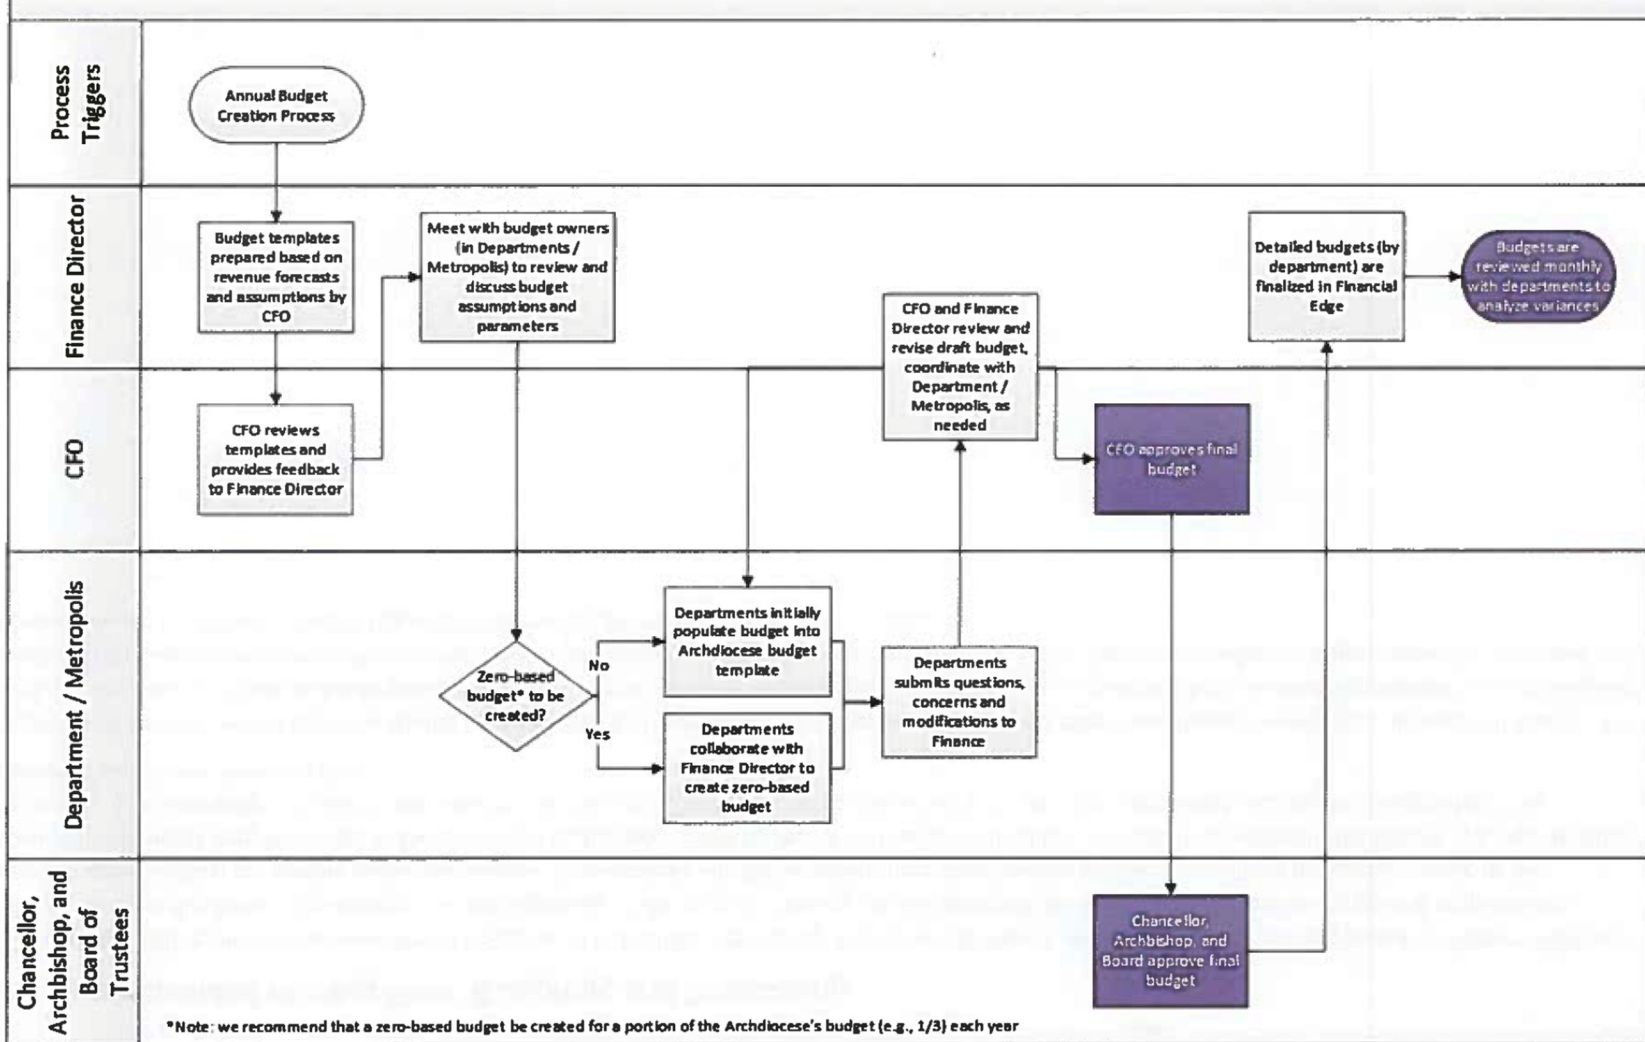 Process
Triggers
Annual Budget
Creation Process
Finance Director
Budget templates
prepared based on
revenue forecasts
and assumptions by
CFO
Meet with budget owners
(in Departments /
Metropolis) to review and
discuss budget
assumptions and
parameters
CFO and Finance
Director review and
revise draft budget,
coordinate with
Department /
Metropolis, as
needed
Detailed budgets (by
department) are
finalized in Financial
Edge
Budgets are
reviewed monthly
with departments to
analyze variances
CFO
CFO reviews
templates and
provides feedback
to Finance Director
CFO approves final
budget
Department / Metropolis
Zero-based
budget* to be
created?
No
Yes
Departments initially
populate budget into
Archdiocese budget
template
Departments
collaborate with
Finance Director to
create zero-based
budget
Departments
submits questions,
concerns and
modifications to
Finance
Chancellor,
Archbishop, and
Board of
Trustees
Chancellor,
Archbishop, and
Board approve final
budget
*Note: we recommend that a zero-based budget be created for a portion of the Archdiocese's budget (e.g., 1/3) each year